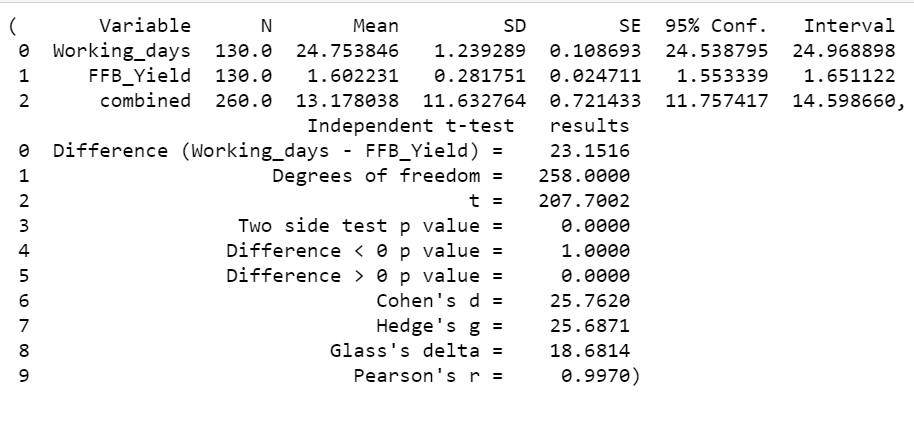 (        Variable      N       Mean         SD        SE  95% Conf.   Interval
0  Working_days  130.0  24.753846   1.239289  0.108693  24.538795  24.968898
1     FFB_Yield  130.0   1.602231   0.281751  0.024711   1.553339   1.651122
2      combined  260.0  13.178038  11.632764  0.721433  11.757417  14.598660,
Independent t-test   results
0  Difference (Working_days - FFB_Yield) =    23.1516
1                     Degrees of freedom =   258.0000
2                                      t =   207.7002
3                  Two side test p value =     0.0000
4                 Difference < 0 p value =     1.0000
5                 Difference > 0 p value =     0.0000
6                              Cohen's d =    25.7620
7                              Hedge's g =    25.6871
8                          Glass's delta =    18.6814
9                            Pearson's r =     0.9970)